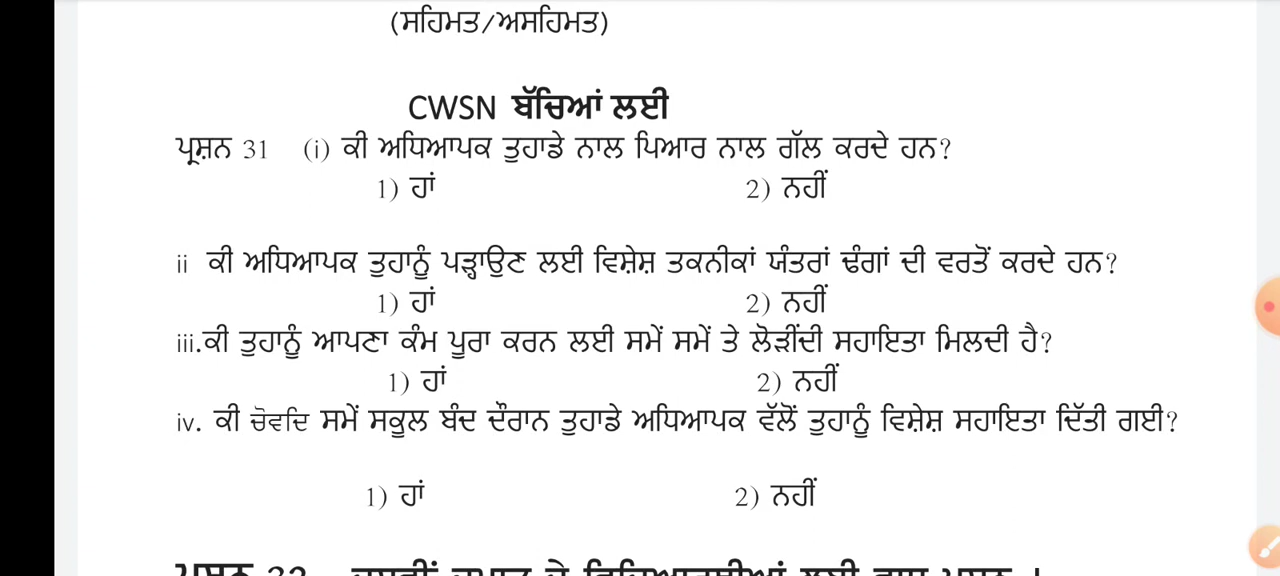 (ਸਹਿਮਤ/ਅਸਹਿਮਤ)
CWSN ਬੱਚਿਆਂ ਲਈ
ਪ੍ਰਸ਼ਨ 31 (i) ਕੀ ਅਧਿਆਪਕ ਤੁਹਾਡੇ ਨਾਲ ਪਿਆਰ ਨਾਲ ਗੱਲ ਕਰਦੇ ਹਨ?
1) ਹਾਂ 2) ਨਹੀਂ
ii ਕੀ ਅਧਿਆਪਕ ਤੁਹਾਨੂੰ ਪੜ੍ਹਾਉਣ ਲਈ ਵਿਸ਼ੇਸ਼ ਤਕਨੀਕਾਂ ਯੰਤਰਾਂ ਢੰਗਾਂ ਦੀ ਵਰਤੋਂ ਕਰਦੇ ਹਨ?
1) ਹਾਂ 2) ਨਹੀਂ
iii.ਕੀ ਤੁਹਾਨੂੰ ਆਪਣਾ ਕੰਮ ਪੂਰਾ ਕਰਨ ਲਈ ਸਮੇਂ ਸਮੇਂ ਤੇ ਲੋੜੀਂਦੀ ਸਹਾਇਤਾ ਮਿਲਦੀ ਹੈ?
1) ਹਾਂ 2) ਨਹੀਂ
iv. ਕੀ ਚੋਵਦਿ ਸਮੇਂ ਸਕੂਲ ਬੰਦ ਦੌਰਾਨ ਤੁਹਾਡੇ ਅਧਿਆਪਕ ਵੱਲੋਂ ਤੁਹਾਨੂੰ ਵਿਸ਼ੇਸ਼ ਸਹਾਇਤਾ ਦਿੱਤੀ ਗਈ?
1) ਹਾਂ 2) ਨਹੀਂ